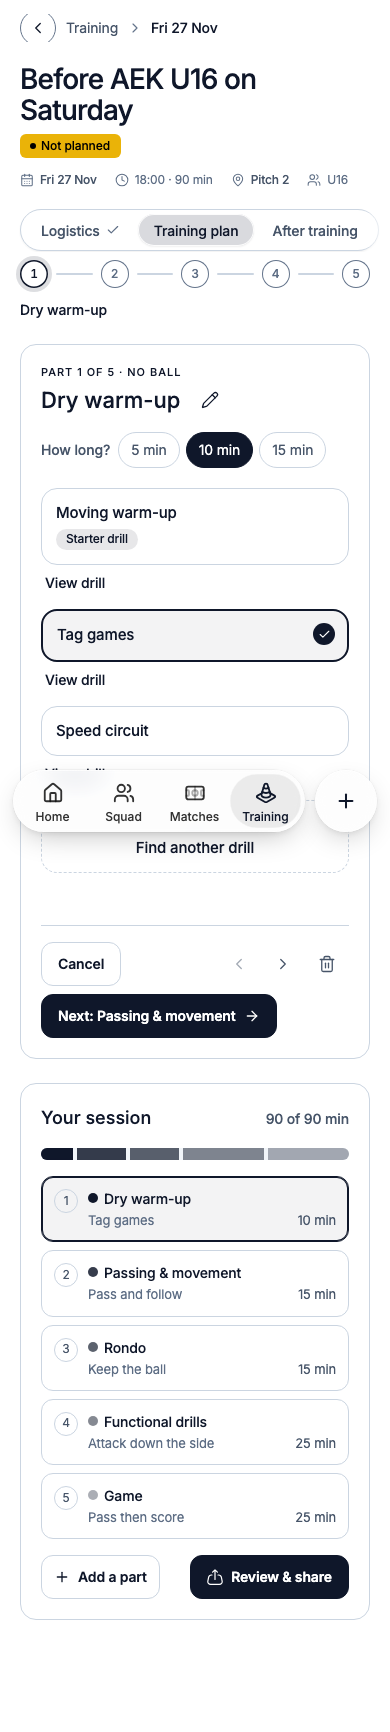 Training
Fri 27 Nov
Before AEK U16 on
Saturday
Not planned
Fri 27 Nov
18:00 · 90 min
Pitch 2
U16
Logistics
Training plan
After training
1
2
3
4
5
Dry warm-up
PART 1 OF 5 · NO BALL
Dry warm-up
How long?
5 min
10 min
15 min
Moving warm-up
Starter drill
View drill
Tag games
View drill
Speed circuit
Home
Squad
Matches
Training
Find another drill
Cancel
Next: Passing & movement
Your session
90 of 90 min
1
Dry warm-up
Tag games
10 min
2
Passing & movement
Pass and follow
15 min
3
Rondo
Keep the ball
15 min
4
Functional drills
Attack down the side
25 min
5
Game
Pass then score
25 min
Add a part
Review & share